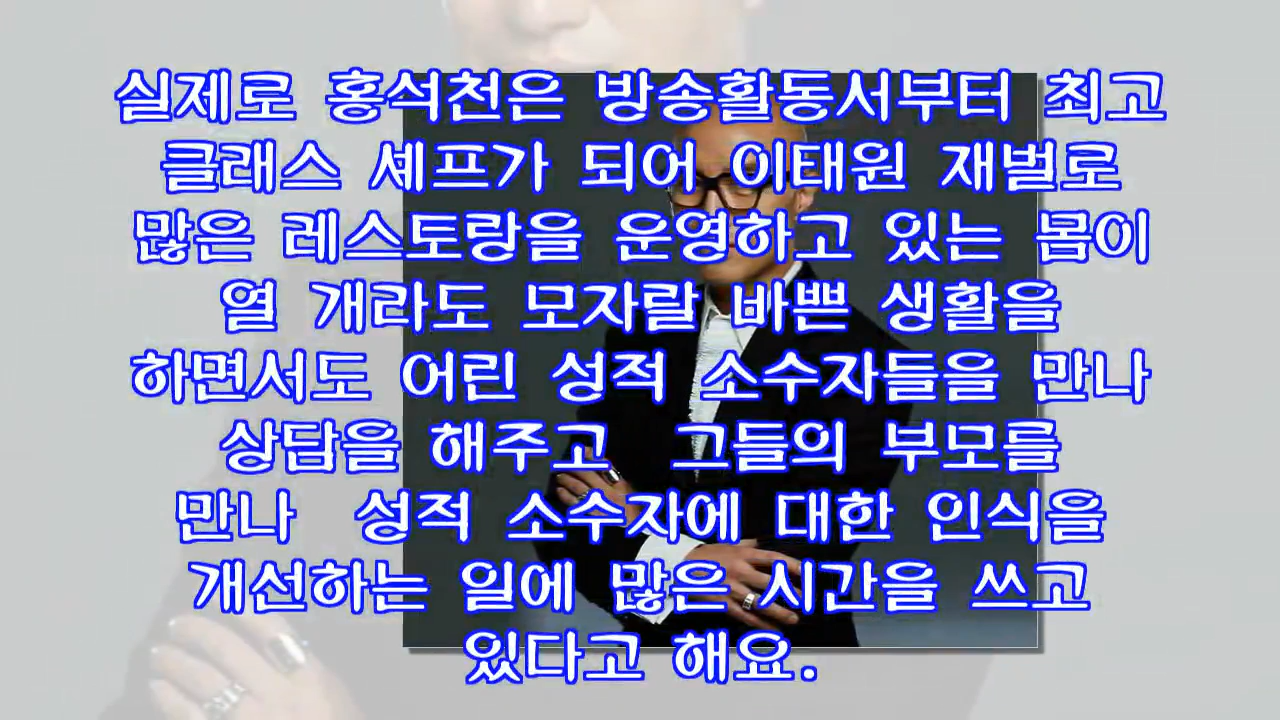 실제로 홍석천은 방송활동서부터 최고
클래스 셰프가 되어 이태원 재벌로
많은 레스토랑을 운영하고 있는 몸이
열 개라도 모자랄 바쁜 생활을
하면서도 어린 성적 소수자들을 만나
상담을 해주고 그들의 부모를
만나 성적 소수자에 대한 인식을
개선하는 일에 많은 시간을 쓰고
있다고 해요.